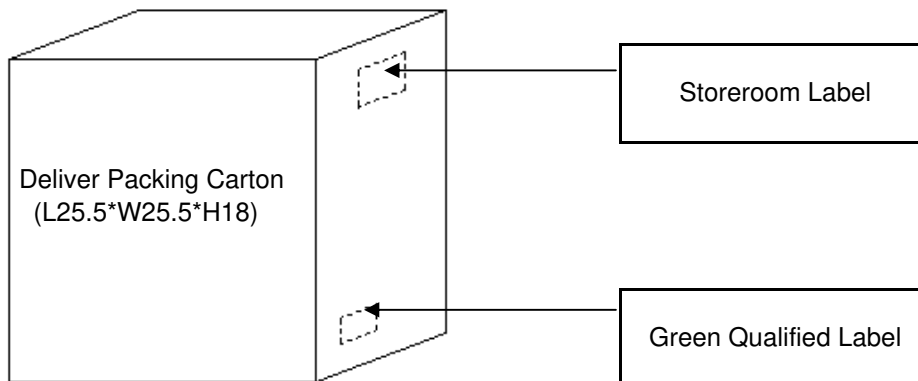 Storeroom Label
Deliver Packing Carton
(L25.5*W25.5*H18)
Green Qualified Label